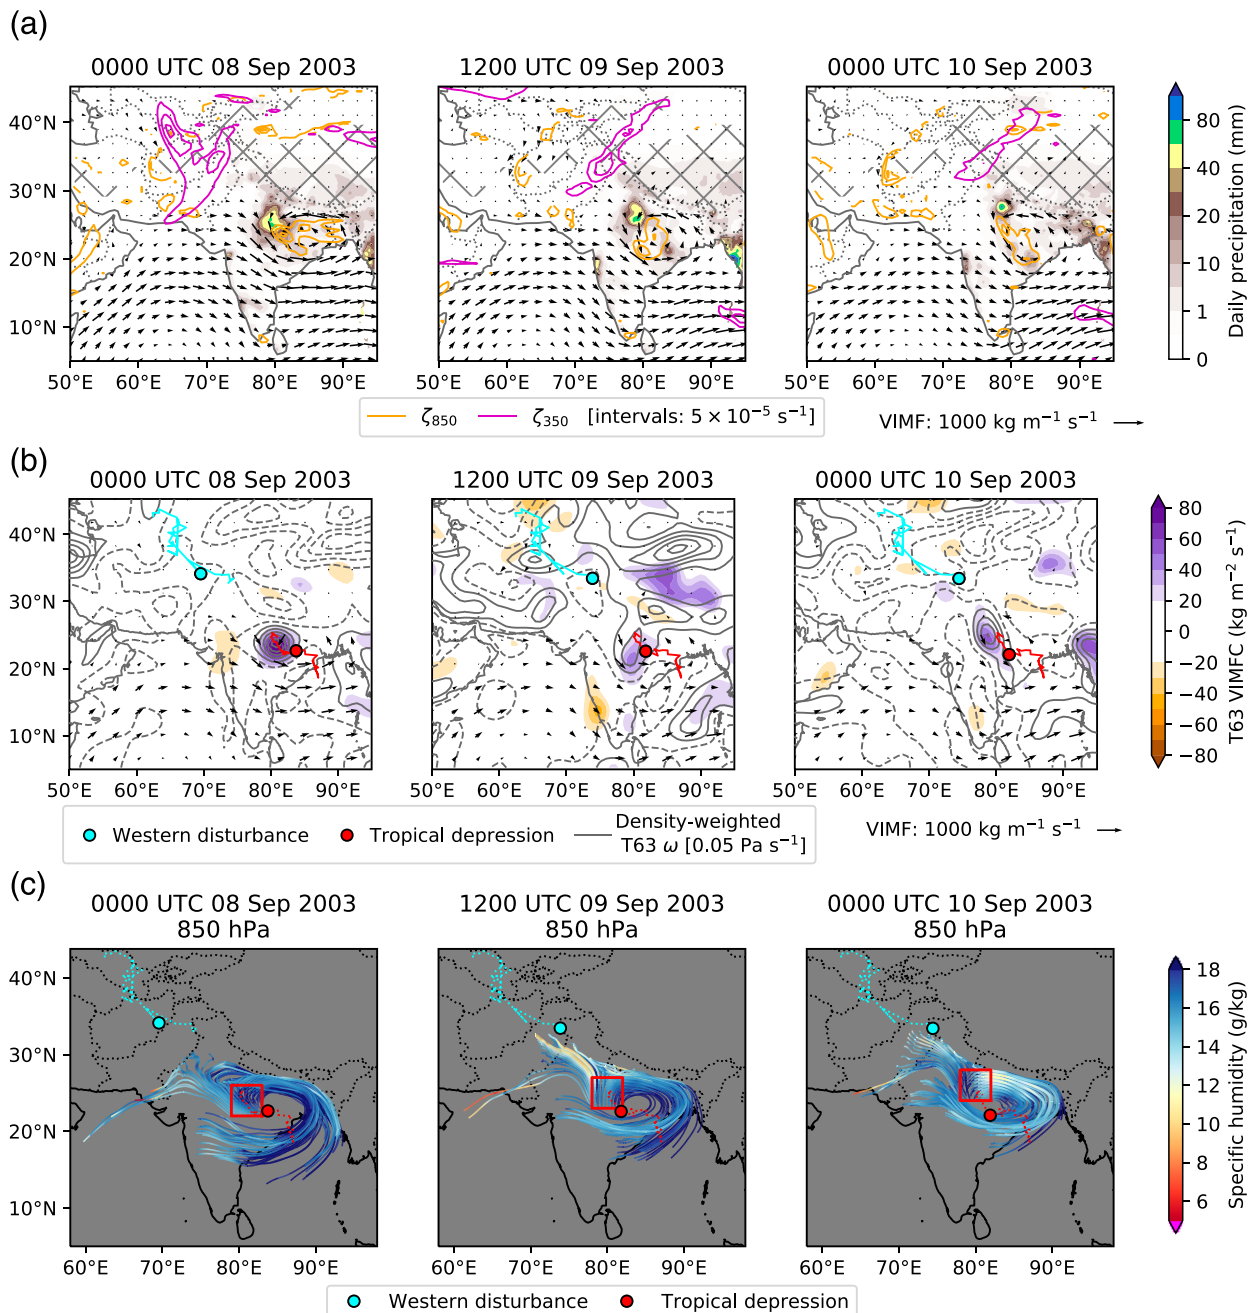 (a)
0000 UTC 08 Sep 2003
1200 UTC 09 Sep 2003
0000 UTC 10 Sep 2003
40°N
30°N
20°N
10°N
50°E 60°E 70°E 80°E 90°E
50°E 60°E 70°E 80°E 90°E
50°E 60°E 70°E 80°E 90°E
80
40
20
10
1
0
Daily precipitation (mm)
ζ850 ζ350 [intervals: 5 × 10⁻⁵ s⁻¹]
VIMF: 1000 kg m⁻¹ s⁻¹
(b)
0000 UTC 08 Sep 2003
1200 UTC 09 Sep 2003
0000 UTC 10 Sep 2003
40°N
30°N
20°N
10°N
50°E 60°E 70°E 80°E 90°E
50°E 60°E 70°E 80°E 90°E
50°E 60°E 70°E 80°E 90°E
80
60
40
20
0
−20
−40
−60
−80
T63 VIMFC (kg m⁻² s⁻¹)
Western disturbance
Tropical depression
Density-weighted
T63 ω [0.05 Pa s⁻¹]
VIMF: 1000 kg m⁻¹ s⁻¹
(c)
0000 UTC 08 Sep 2003
850 hPa
1200 UTC 09 Sep 2003
850 hPa
0000 UTC 10 Sep 2003
850 hPa
40°N
30°N
20°N
10°N
60°E 70°E 80°E 90°E
60°E 70°E 80°E 90°E
60°E 70°E 80°E 90°E
18
16
14
12
10
8
6
Specific humidity (g/kg)
Western disturbance
Tropical depression